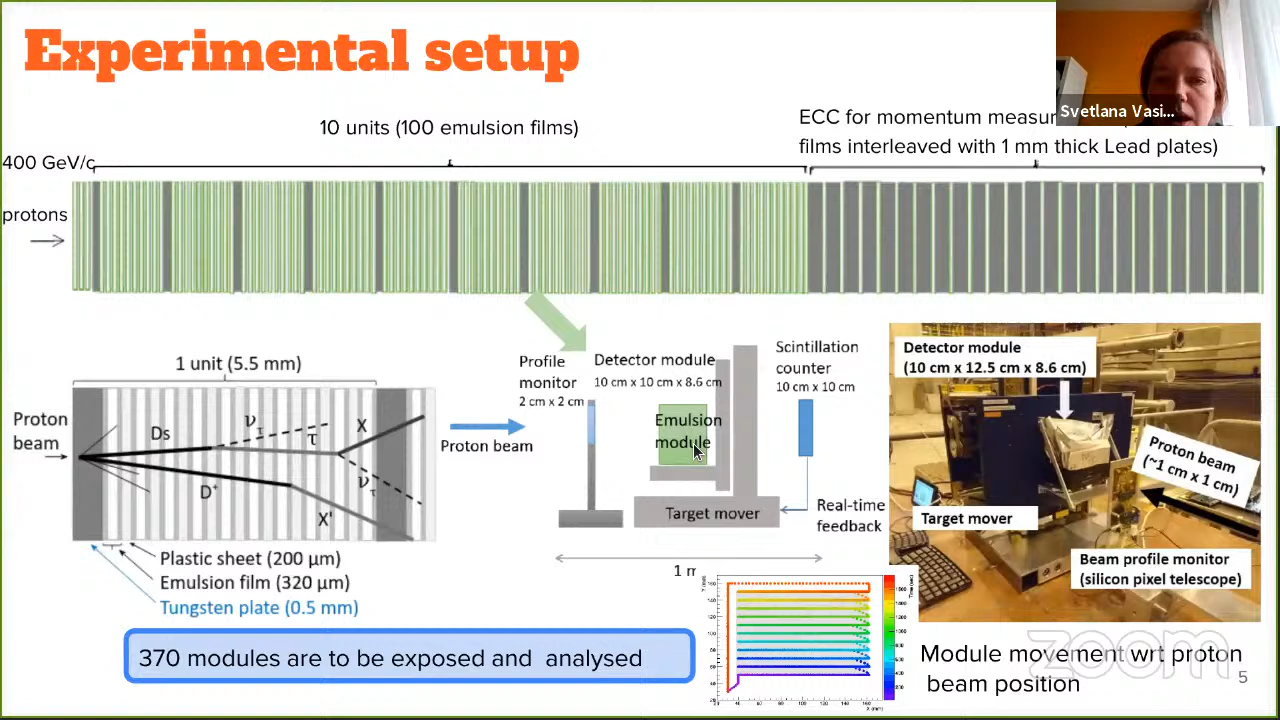 Experimental setup
Svetlana Vasi...
10 units (100 emulsion films)
ECC for momentum measur
films interleaved with 1 mm thick Lead plates)
400 GeV/c
protons
1 unit (5.5 mm)
Proton
beam
Ds
ντ
τ
X
ντ
D⁺
X'
Plastic sheet (200 μm)
Emulsion film (320 μm)
Tungsten plate (0.5 mm)
Proton beam
Profile
monitor
2 cm x 2 cm
Detector module
10 cm x 10 cm x 8.6 cm
Emulsion
module
Target mover
Scintillation
counter
10 cm x 10 cm
Real-time
feedback
1 m
Detector module
(10 cm x 12.5 cm x 8.6 cm)
Proton beam
(~1 cm x 1 cm)
Target mover
Beam profile monitor
(silicon pixel telescope)
370 modules are to be exposed and analysed
Module movement wrt proton
beam position
zoom
5